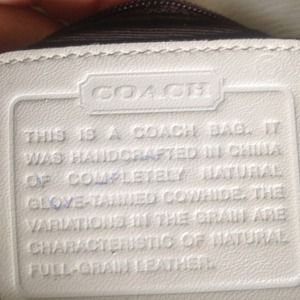 COACH
THIS IS A COACH BAG. IT
WAS HANDCRAFTED IN CHINA
OF COMPLETELY NATURAL
GLOVE-TANNED COWHIDE. THE
VARIATIONS IN THE GRAIN ARE
CHARACTERISTIC OF NATURAL
FULL-GRAIN LEATHER.